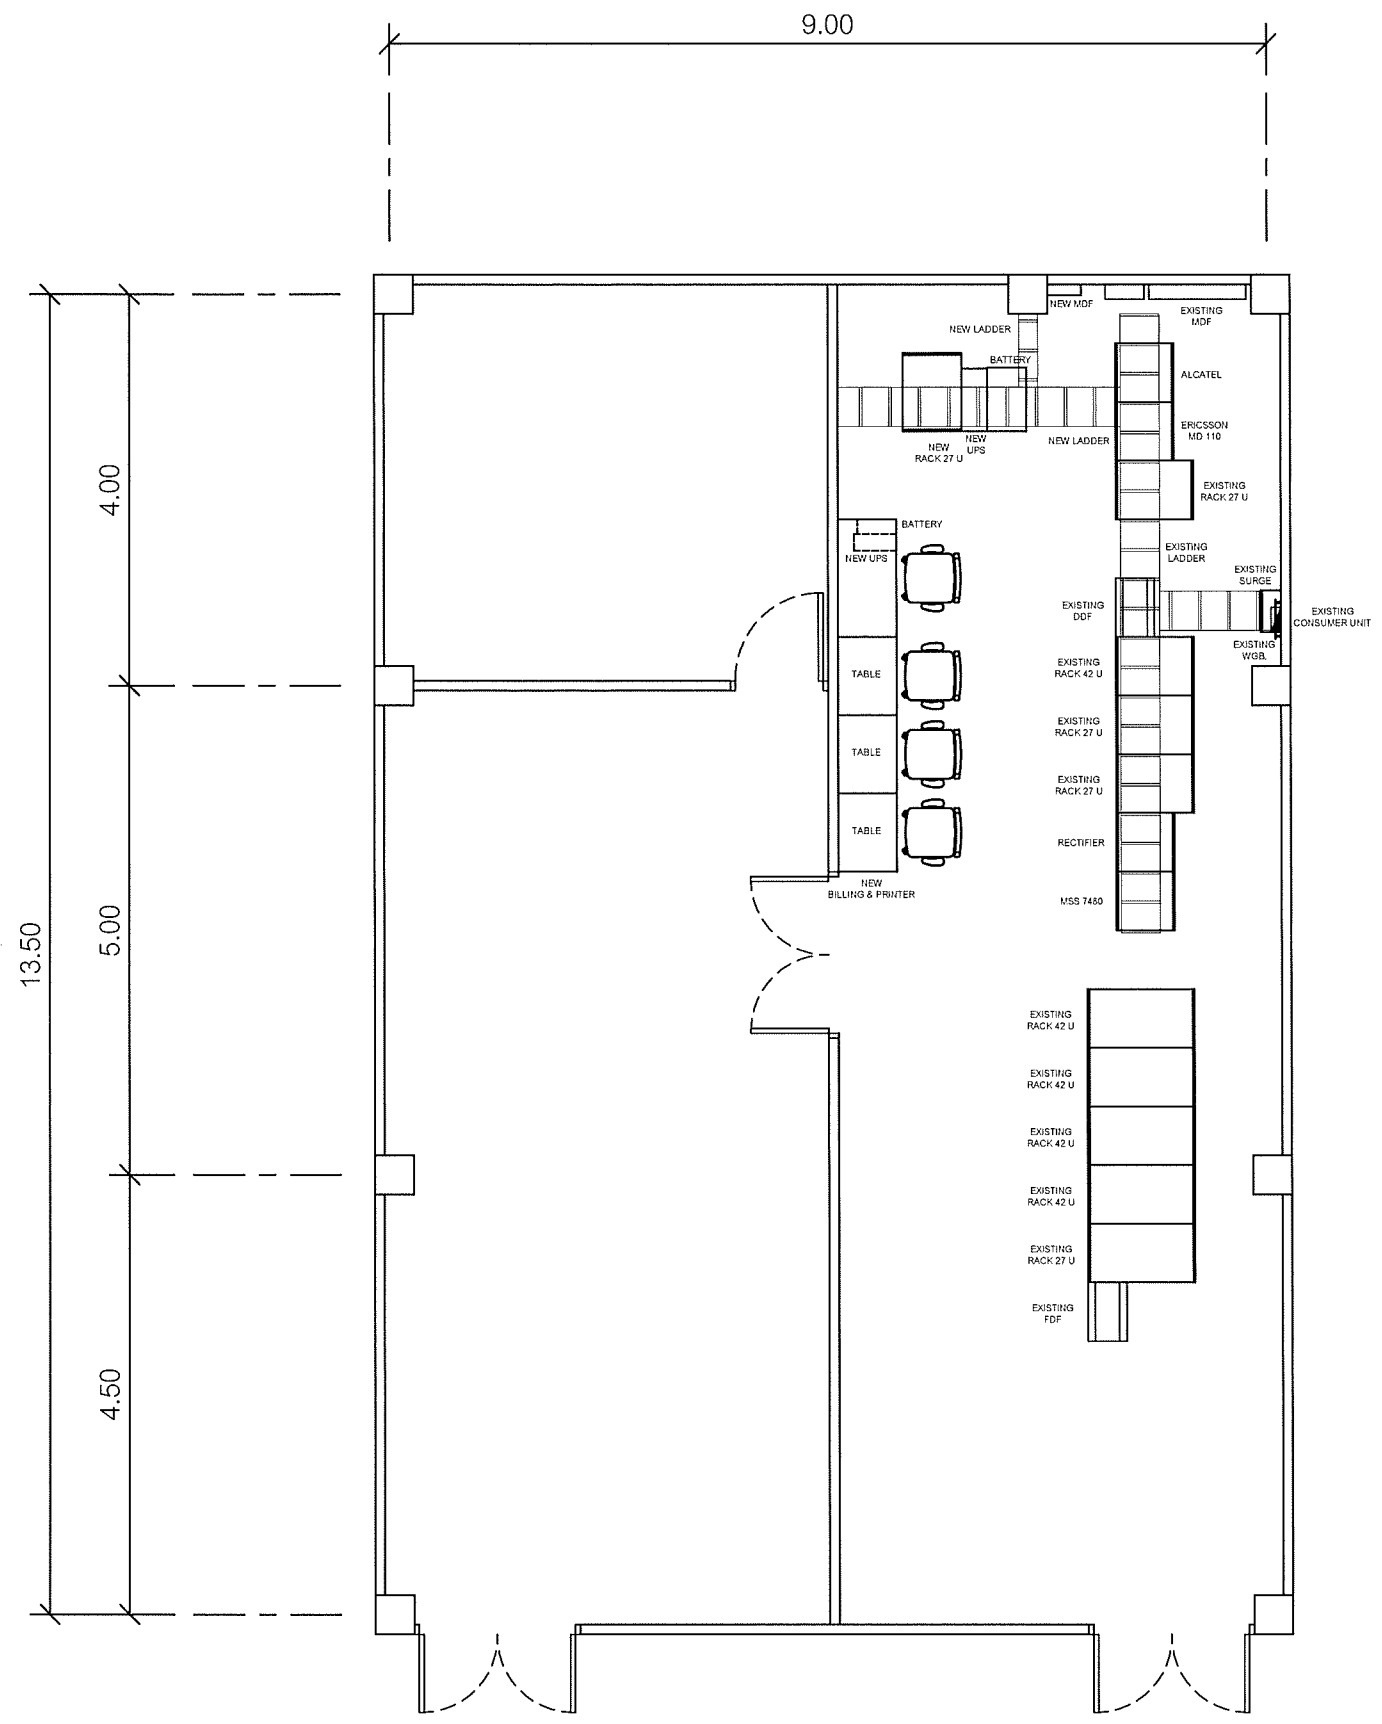 9.00
NEW MDF
EXISTING
MDF
NEW LADDER
BATTERY
ALCATEL
ERICSSON
MD 110
NEW LADDER
NEW
UPS
NEW
RACK 27 U
4.00
EXISTING
RACK 27 U
BATTERY
NEW UPS
EXISTING
LADDER
EXISTING
SURGE
EXISTING
DDF
EXISTING
CONSUMER UNIT
EXISTING
WGB.
EXISTING
RACK 42 U
TABLE
EXISTING
RACK 27 U
TABLE
EXISTING
RACK 27 U
TABLE
RECTIFIER
NEW
BILLING & PRINTER
MSS 7460
5.00
13.50
EXISTING
RACK 42 U
EXISTING
RACK 42 U
EXISTING
RACK 42 U
EXISTING
RACK 42 U
EXISTING
RACK 27 U
EXISTING
FDF
4.50